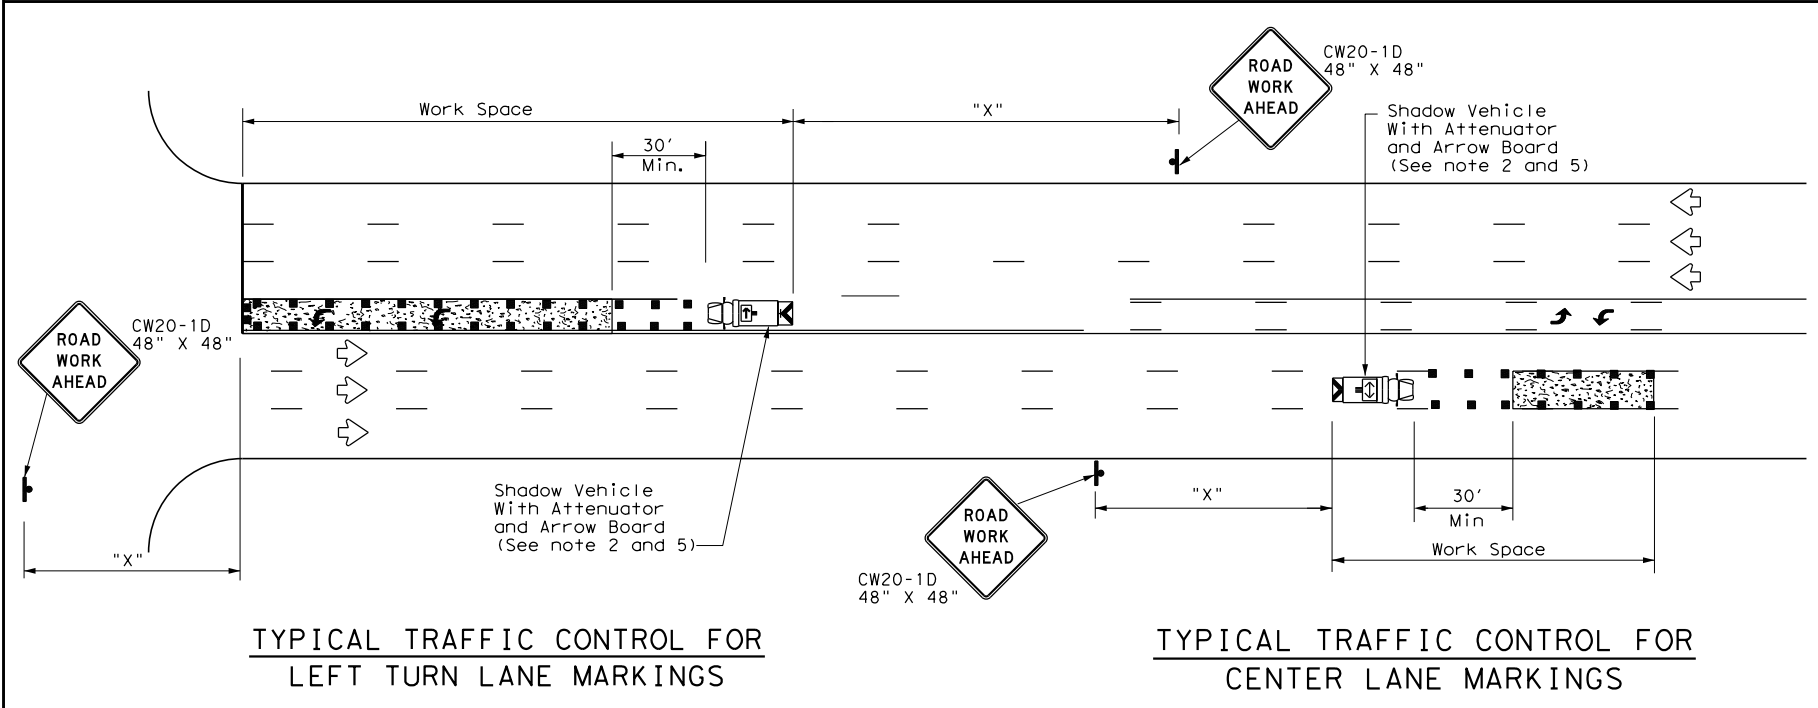 CW20-1D
48" X 48"
ROAD
WORK
AHEAD
Shadow Vehicle
With Attenuator
and Arrow Board
(See note 2 and 5)
Work Space
"X"
30'
Min.
ROAD
WORK
AHEAD
CW20-1D
48" X 48"
Shadow Vehicle
With Attenuator
and Arrow Board
(See note 2 and 5)
"X"
ROAD
WORK
AHEAD
CW20-1D
48" X 48"
"X"
30'
Min
Work Space
TYPICAL TRAFFIC CONTROL FOR
LEFT TURN LANE MARKINGS
TYPICAL TRAFFIC CONTROL FOR
CENTER LANE MARKINGS